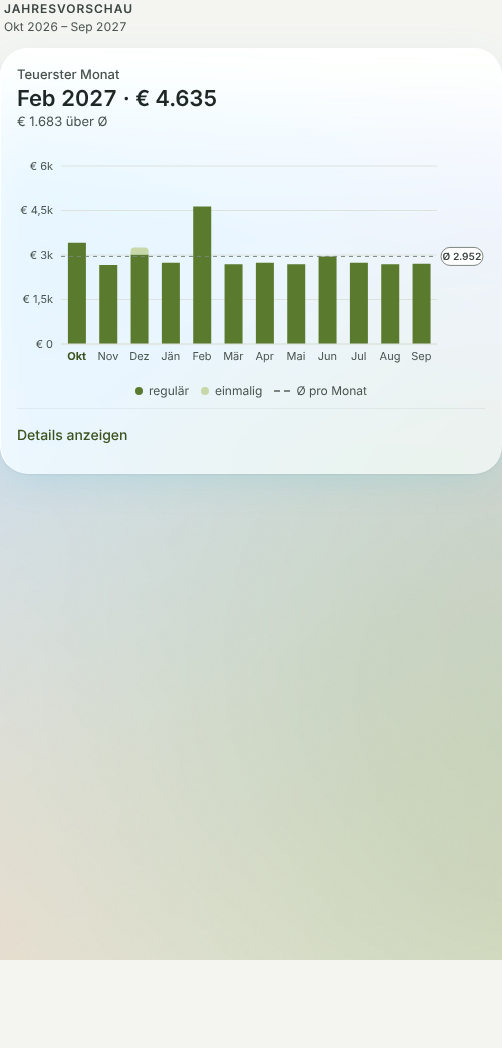 JAHRESVORSCHAU
Okt 2026 – Sep 2027
Teuerster Monat
Feb 2027 · € 4.635
€ 1.683 über Ø
€ 6k
€ 4,5k
€ 3k
Ø 2.952
€ 1,5k
€ 0
Okt Nov Dez Jän Feb Mär Apr Mai Jun Jul Aug Sep
regulär einmalig Ø pro Monat
Details anzeigen